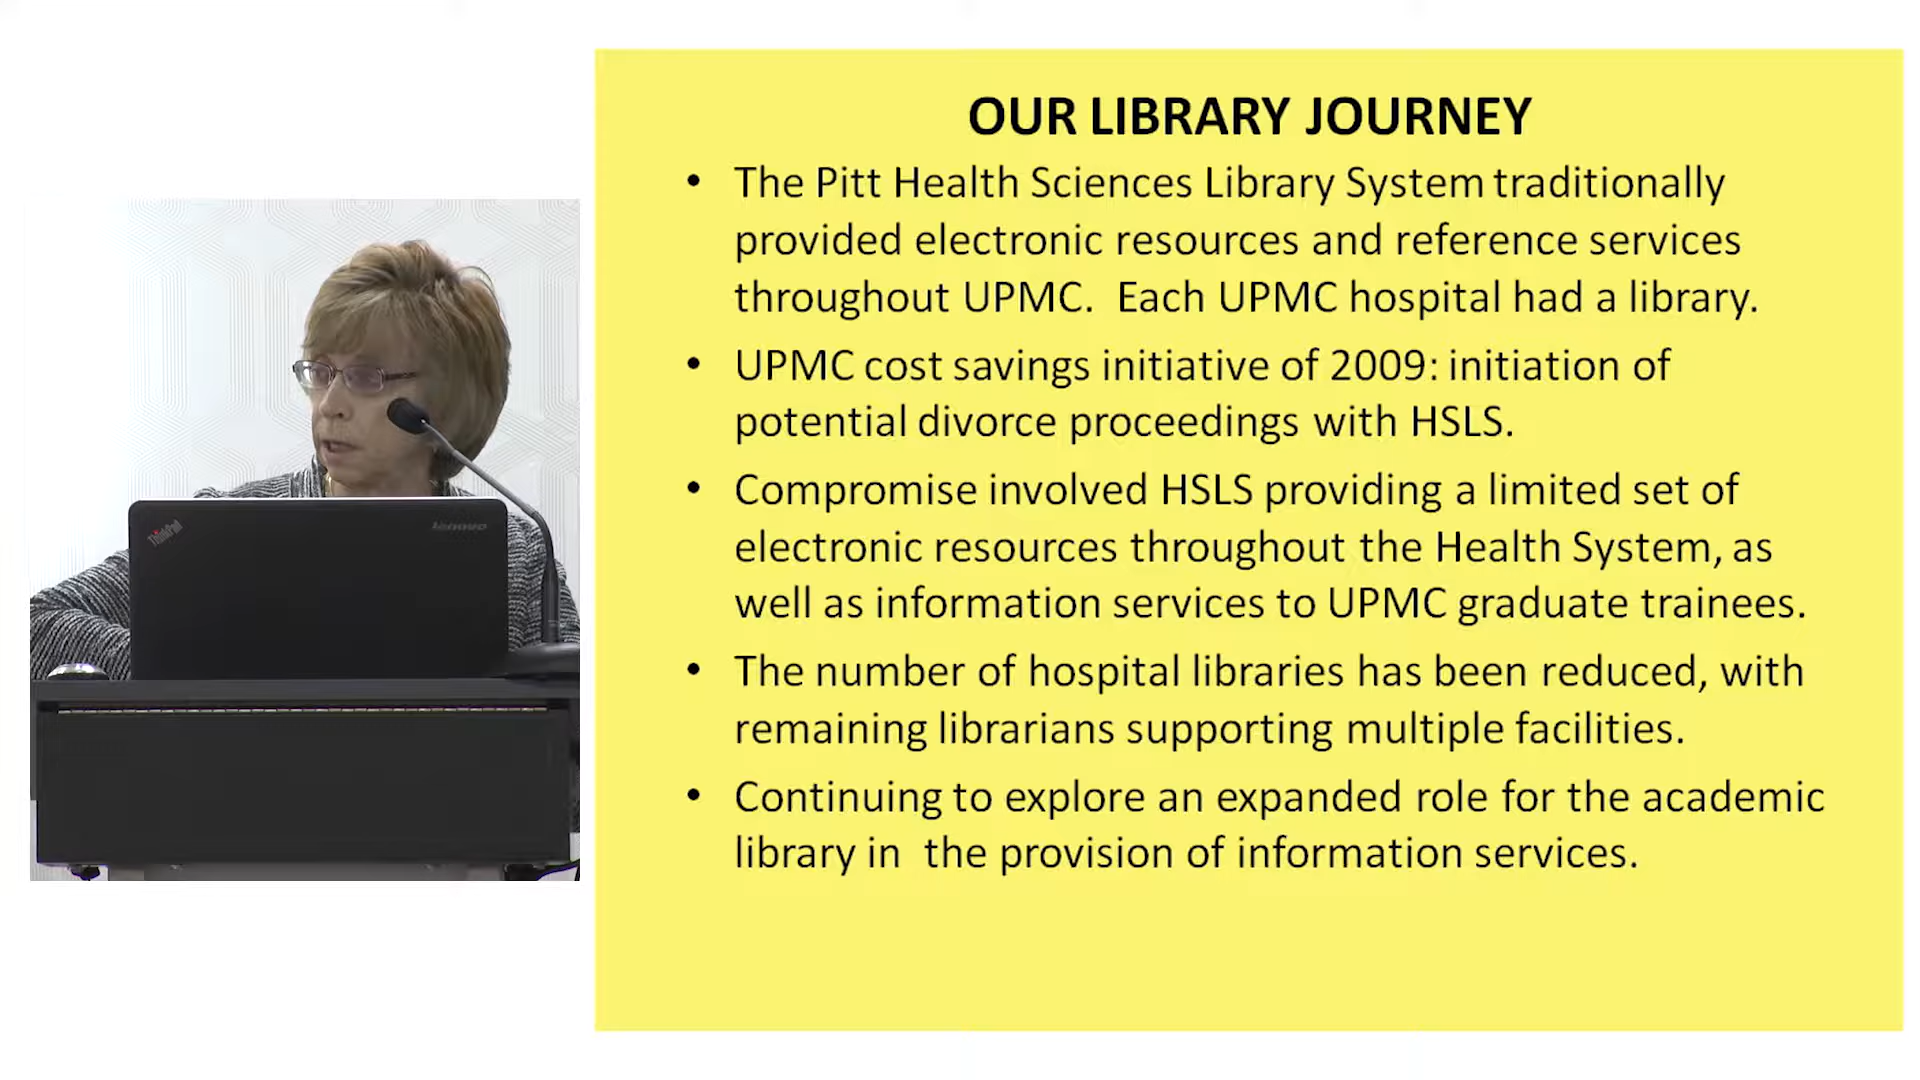 OUR LIBRARY JOURNEY
• The Pitt Health Sciences Library System traditionally
provided electronic resources and reference services
throughout UPMC.  Each UPMC hospital had a library.
• UPMC cost savings initiative of 2009: initiation of
potential divorce proceedings with HSLS.
• Compromise involved HSLS providing a limited set of
electronic resources throughout the Health System, as
well as information services to UPMC graduate trainees.
• The number of hospital libraries has been reduced, with
remaining librarians supporting multiple facilities.
• Continuing to explore an expanded role for the academic
library in  the provision of information services.
ThinkPad
lenovo